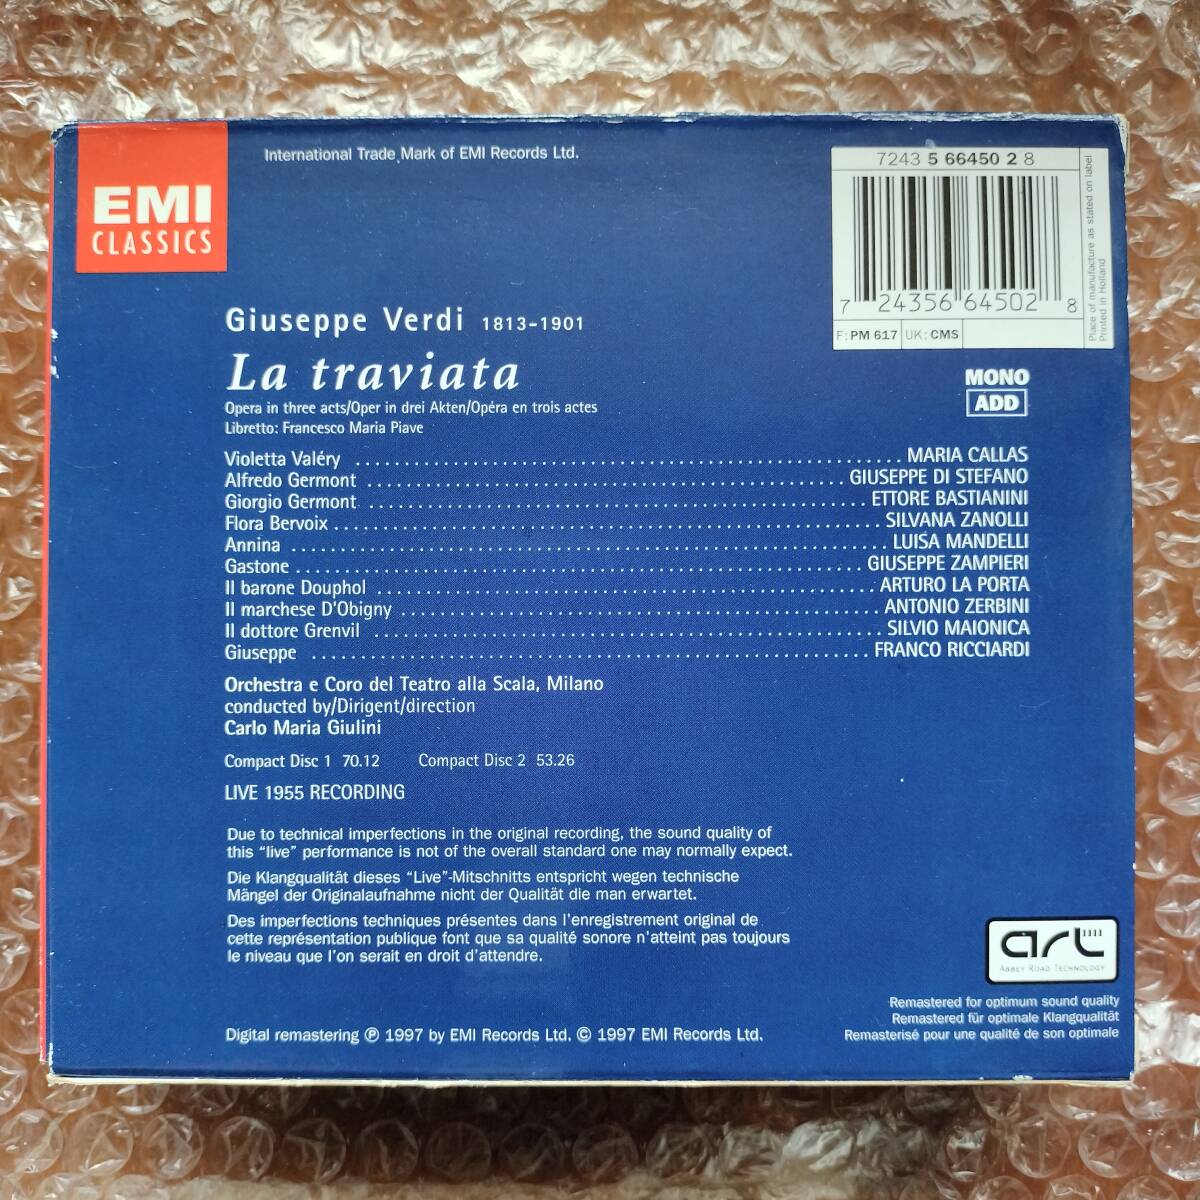 International Trade Mark of EMI Records Ltd.
EMI
CLASSICS
7243 5 66450 2 8
7 24356 64502 8
F: PM 617 UK: CMS
Place of manufacture as stated on label
Printed in Holland
Giuseppe Verdi 1813-1901
La traviata
Opera in three acts/Oper in drei Akten/Opéra en trois actes
Libretto: Francesco Maria Piave
MONO
ADD
Violetta Valéry ........ MARIA CALLAS
Alfredo Germont ........ GIUSEPPE DI STEFANO
Giorgio Germont ........ ETTORE BASTIANINI
Flora Bervoix ........ SILVANA ZANOLLI
Annina ........ LUISA MANDELLI
Gastone ........ GIUSEPPE ZAMPIERI
Il barone Douphol ........ ARTURO LA PORTA
Il marchese D'Obigny ........ ANTONIO ZERBINI
Il dottore Grenvil ........ SILVIO MAIONICA
Giuseppe ........ FRANCO RICCIARDI
Orchestra e Coro del Teatro alla Scala, Milano
conducted by/Dirigent/direction
Carlo Maria Giulini
Compact Disc 1 70.12 Compact Disc 2 53.26
LIVE 1955 RECORDING
Due to technical imperfections in the original recording, the sound quality of
this “live” performance is not of the overall standard one may normally expect.
Die Klangqualität dieses “Live”-Mitschnitts entspricht wegen technische
Mängel der Originalaufnahme nicht der Qualität die man erwartet.
Des imperfections techniques présentes dans l'enregistrement original de
cette représentation publique font que sa qualité sonore n'atteint pas toujours
le niveau que l'on serait en droit d'attendre.
art
ABBEY ROAD TECHNOLOGY
Remastered for optimum sound quality
Remastered für optimale Klangqualität
Remasterisé pour une qualité de son optimale
Digital remastering ℗ 1997 by EMI Records Ltd. © 1997 EMI Records Ltd.